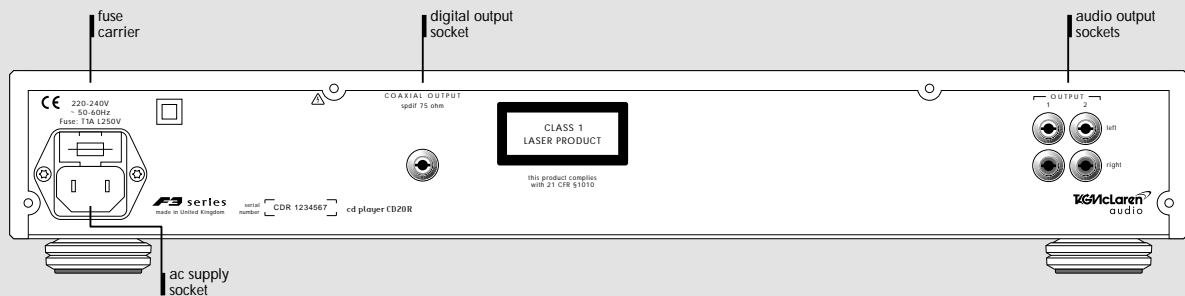 fuse
carrier
digital output
socket
audio output
sockets
CE
220-240V
~ 50-60Hz
Fuse: T1A L250V
COAXIAL OUTPUT
spdif 75 ohm
CLASS 1
LASER PRODUCT
this product complies
with 21 CFR §1010
OUTPUT
1 2
left
right
F3 series
made in United Kingdom
serial
number
CDR 1234567
cd player CD20R
TAGMcLaren
audio
ac supply
socket